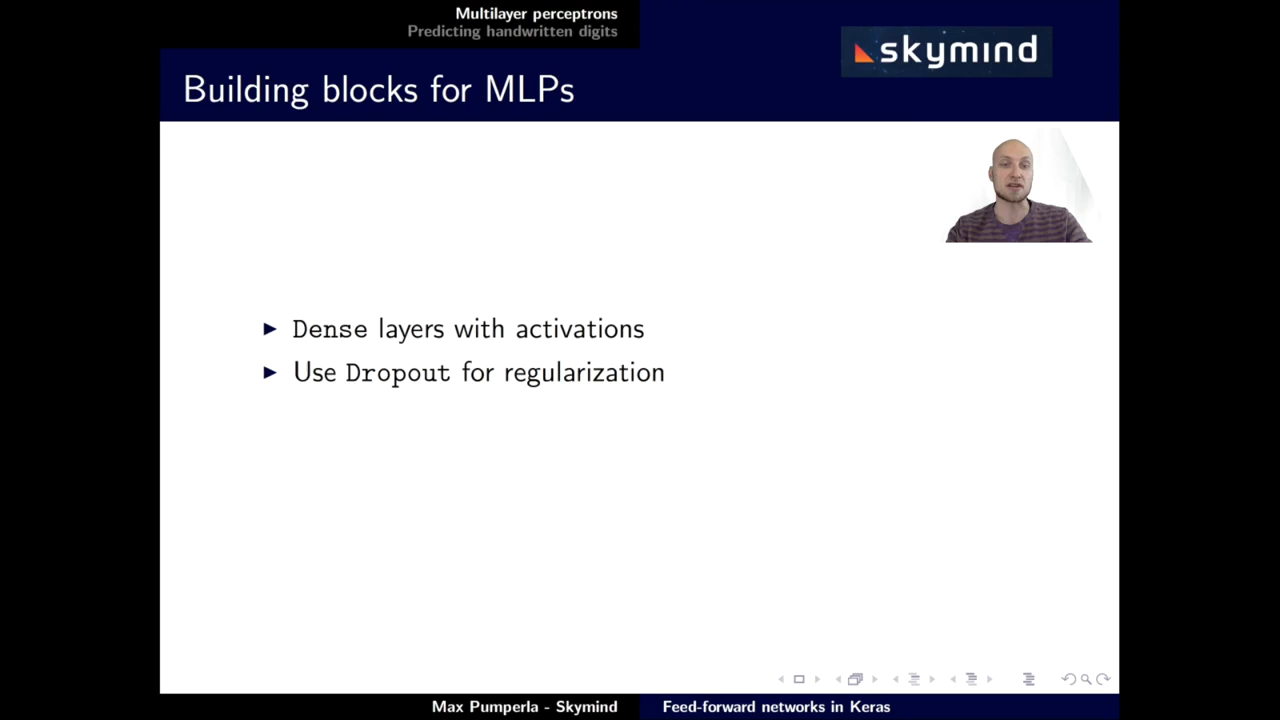 Multilayer perceptrons
Predicting handwritten digits
skymind
Building blocks for MLPs
Dense layers with activations
Use Dropout for regularization
Max Pumperla - Skymind
Feed-forward networks in Keras